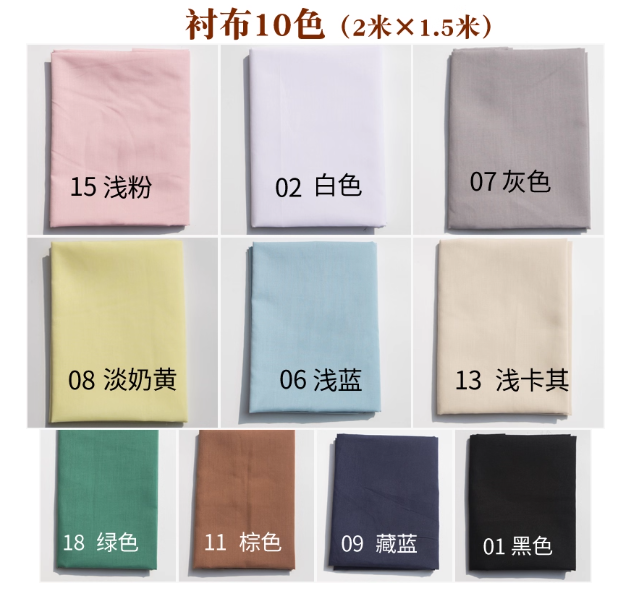 衬布10色（2米×1.5米）
15 浅粉
02 白色
07 灰色
08 淡奶黄
06 浅蓝
13 浅卡其
18 绿色
11 棕色
09 藏蓝
01 黑色